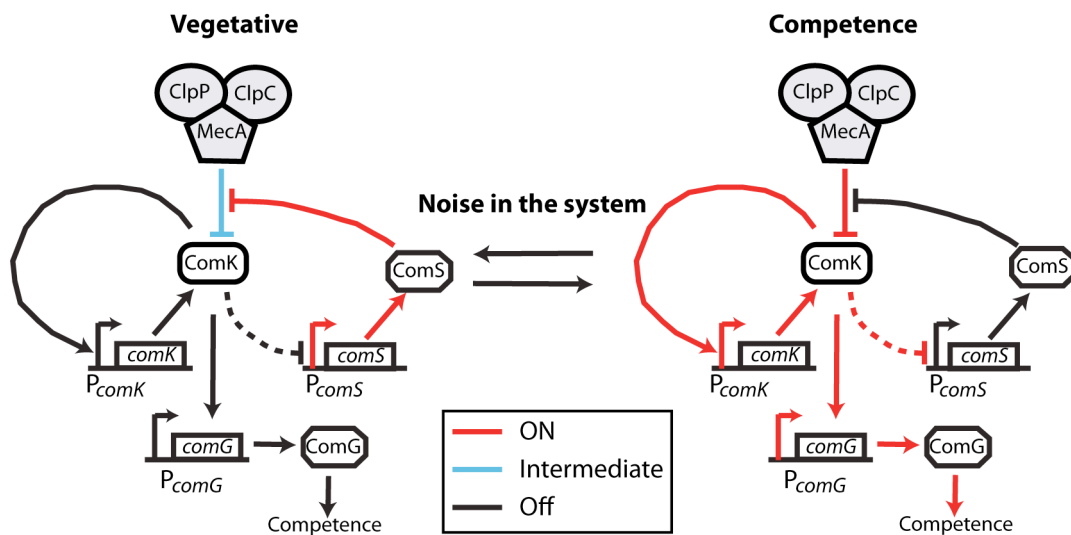 Vegetative
ClpP
ClpC
MecA
ComK
ComS
comK
PcomK
comS
PcomS
comG
PcomG
ComG
Competence
Noise in the system
ON
Intermediate
Off
Competence
ClpP
ClpC
MecA
ComK
ComS
comK
PcomK
comS
PcomS
comG
PcomG
ComG
Competence